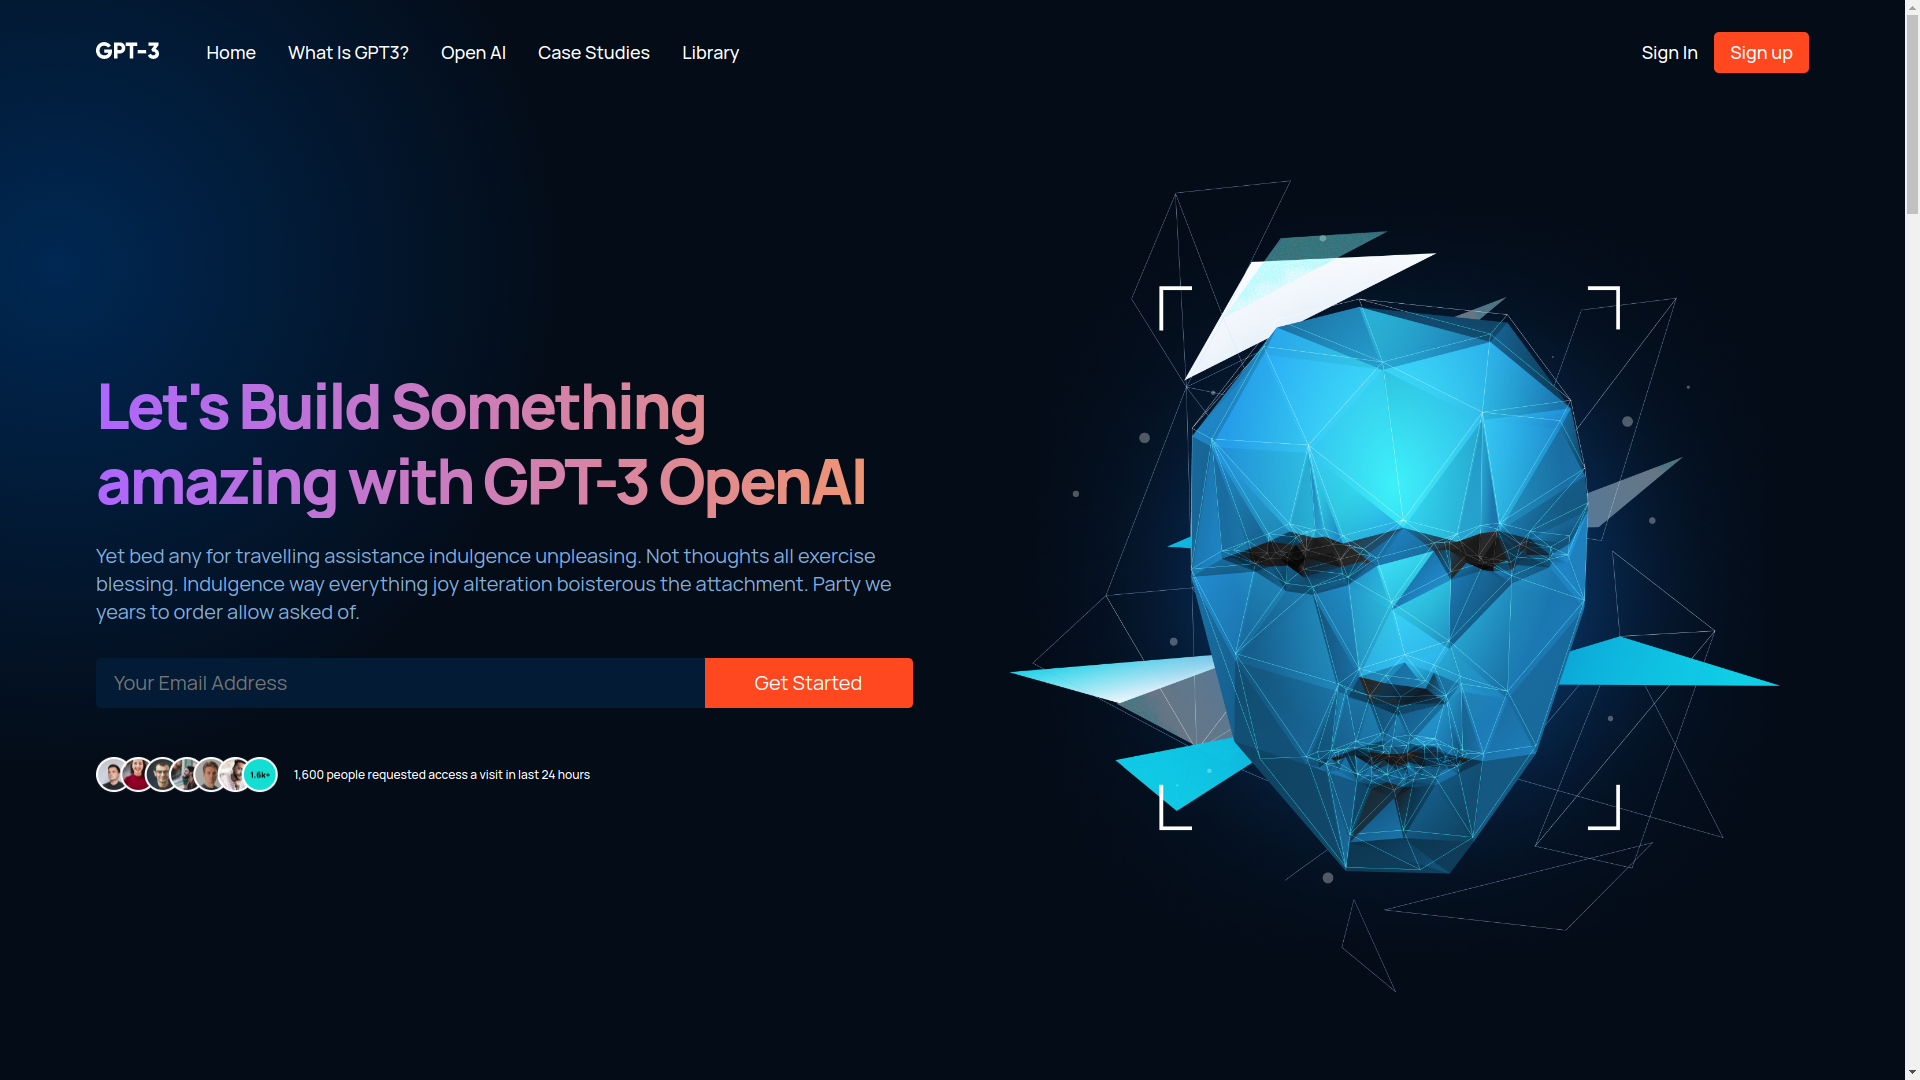 GPT-3
Home
What Is GPT3?
Open AI
Case Studies
Library
Sign In
Sign up
Let's Build Something
amazing with GPT-3 OpenAI
Yet bed any for travelling assistance indulgence unpleasing. Not thoughts all exercise
blessing. Indulgence way everything joy alteration boisterous the attachment. Party we
years to order allow asked of.
Your Email Address
Get Started
1.6k+
1,600 people requested access a visit in last 24 hours